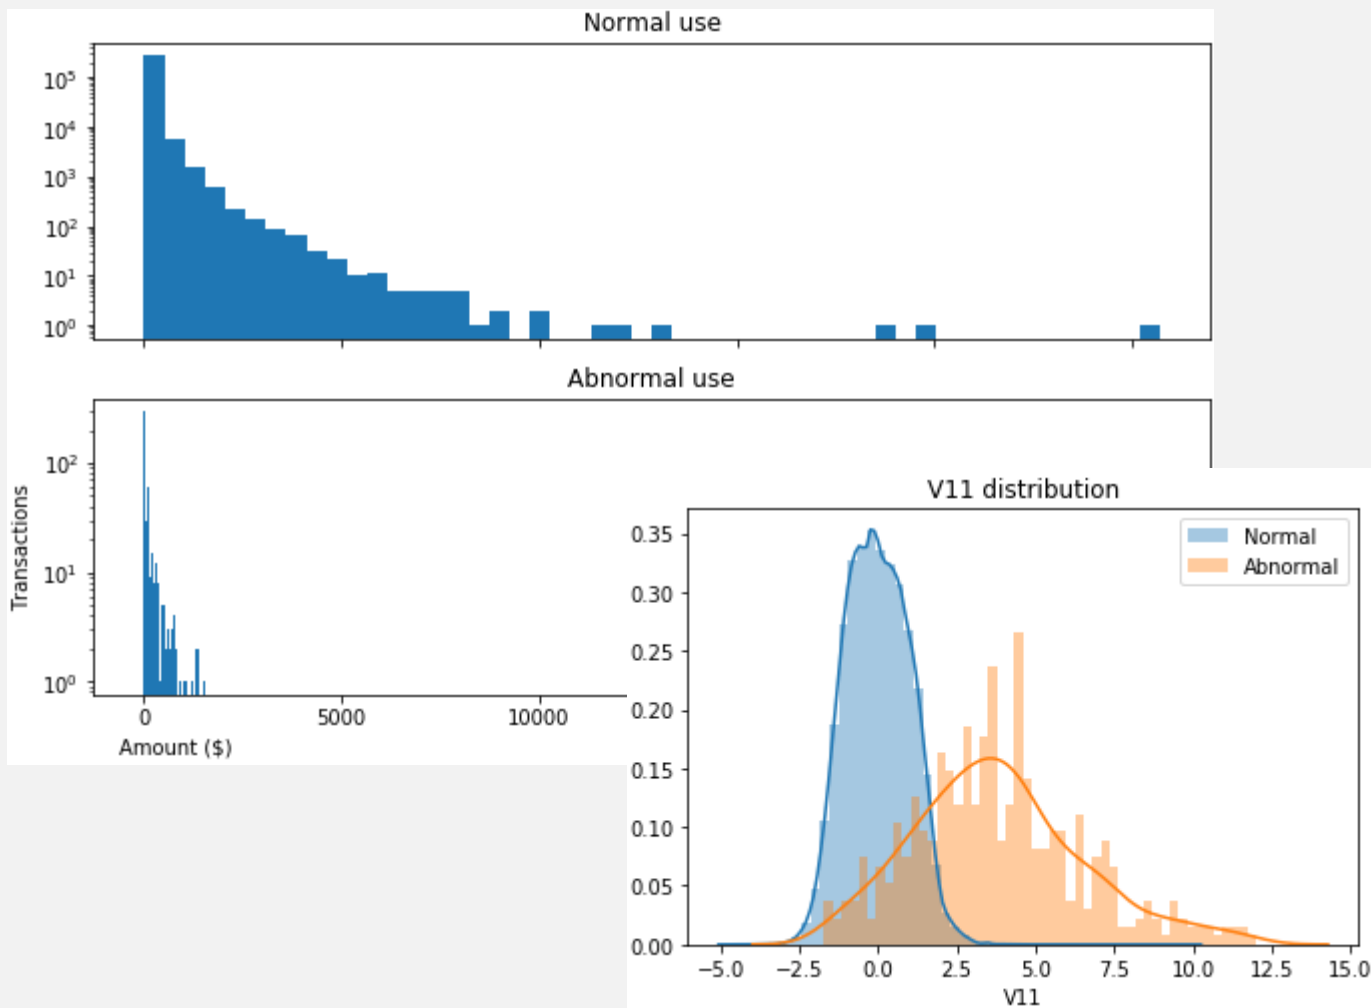 Normal use
10⁵
10⁴
10³
10²
10¹
10⁰
Abnormal use
Transactions
10²
10¹
10⁰
0 5000 10000
Amount ($)
V11 distribution
Normal
Abnormal
0.35
0.30
0.25
0.20
0.15
0.10
0.05
0.00
−5.0 −2.5 0.0 2.5 5.0 7.5 10.0 12.5 15.0
V11